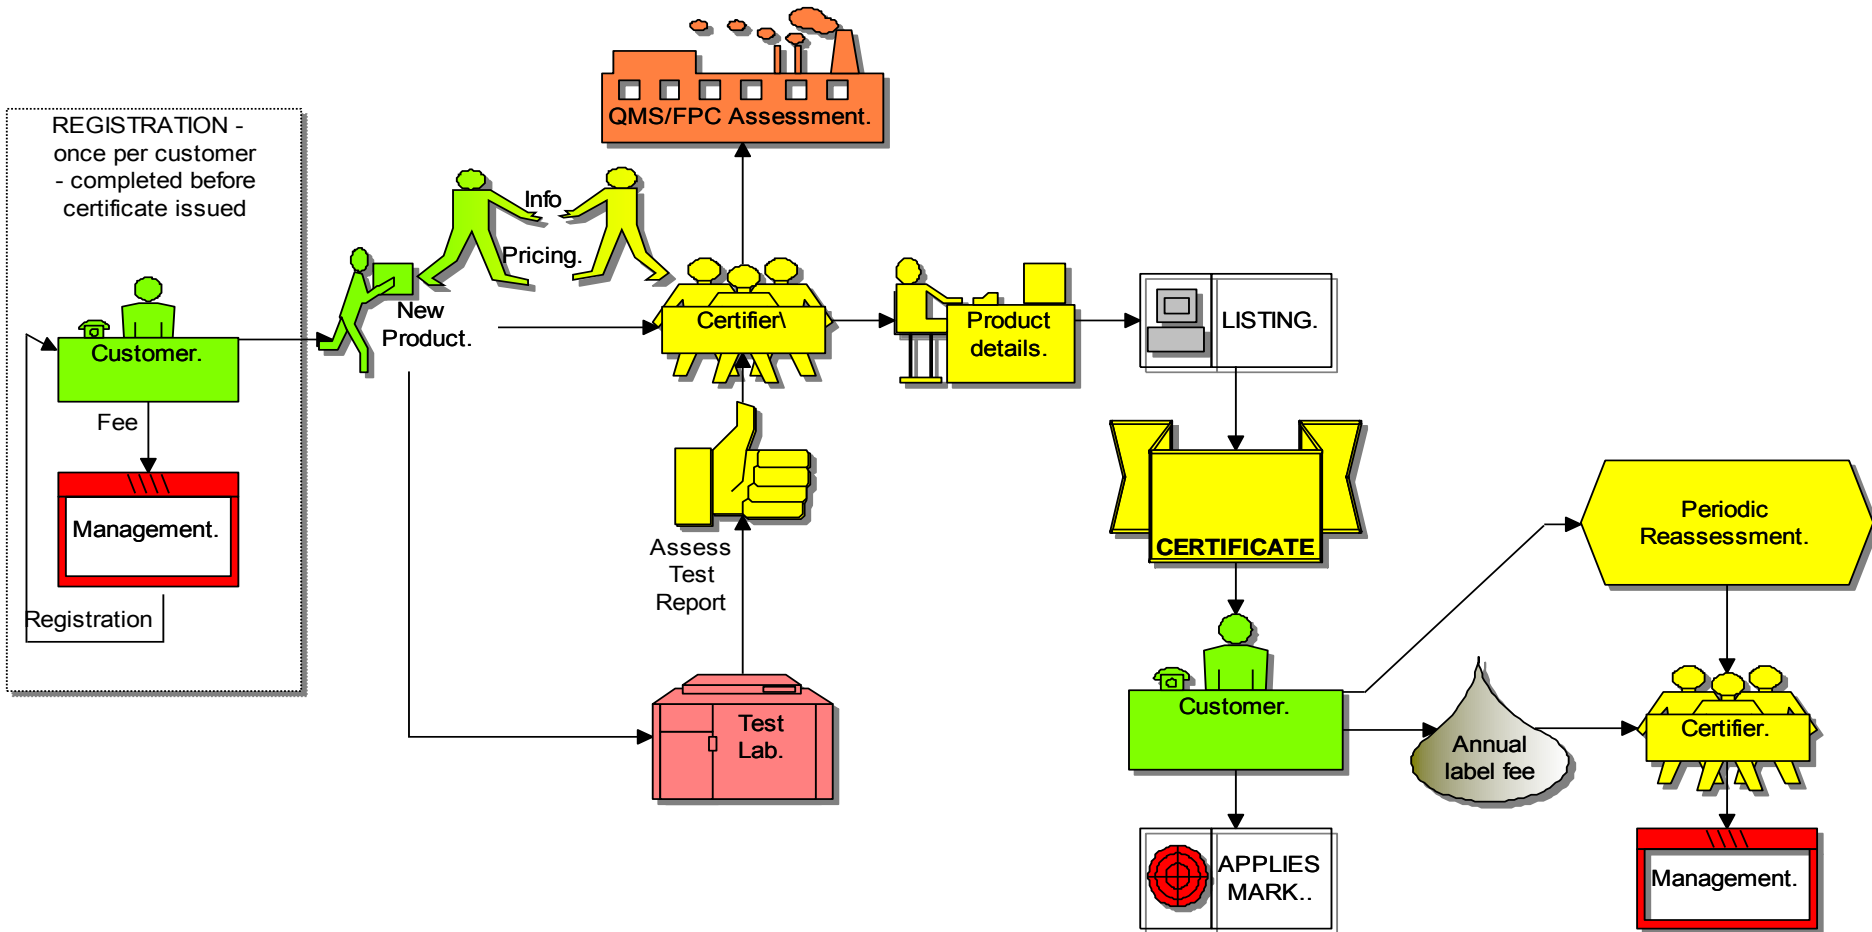 QMS/FPC Assessment.
REGISTRATION -
once per customer
- completed before
certificate issued
Info
Pricing.
New
Product.
Customer.
Fee
Management.
Registration
Certifier\
Product
details.
LISTING.
Assess
Test
Report
Test
Lab.
CERTIFICATE
Periodic
Reassessment.
Customer.
Annual
label fee
Certifier.
APPLIES
MARK..
Management.